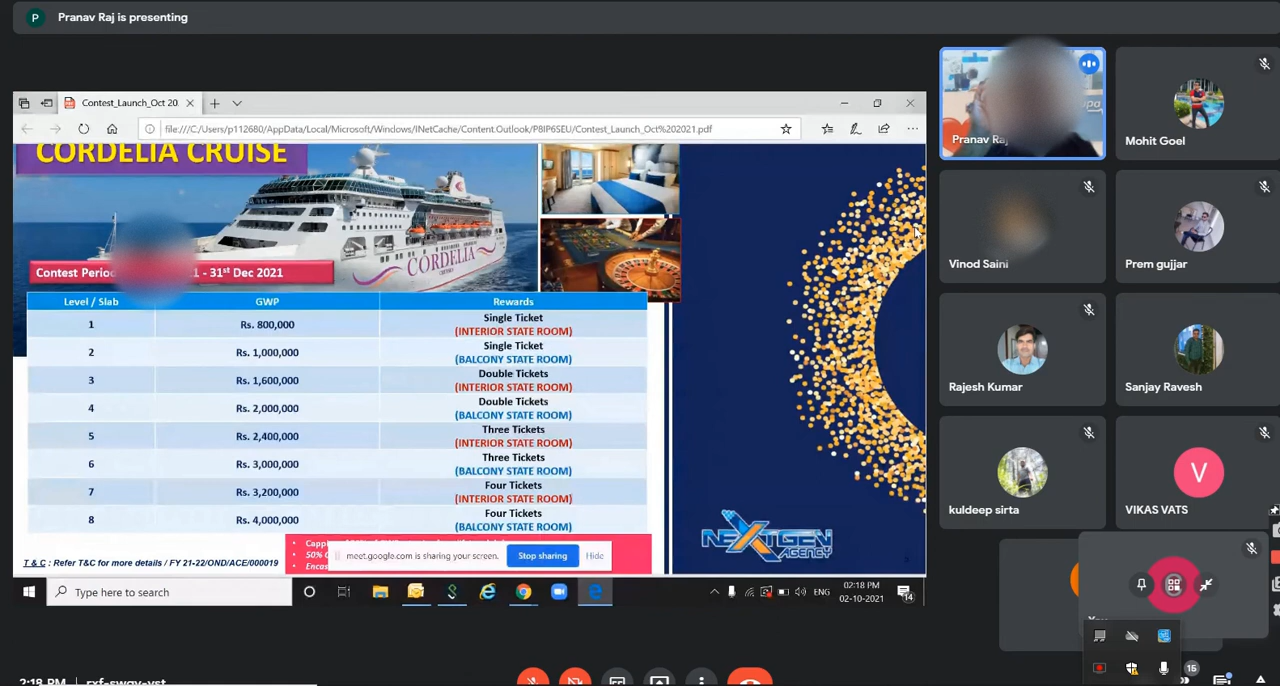 P Pranav Raj is presenting
Contest_Launch_Oct 20
file:///C:/Users/p112680/AppData/Local/Microsoft/Windows/INetCache/Content.Outlook/P8IP6SEU/Contest_Launch_Oct%202021.pdf
CORDELIA CRUISE
CORDELIA
Contest - 31st Dec 2021
Level / Slab GWP Rewards
1 Rs. 800,000 Single Ticket
(INTERIOR STATE ROOM)
2 Rs. 1,000,000 Single Ticket
(BALCONY STATE ROOM)
3 Rs. 1,600,000 Double Tickets
(INTERIOR STATE ROOM)
4 Rs. 2,000,000 Double Tickets
(BALCONY STATE ROOM)
5 Rs. 2,400,000 Three Tickets
(INTERIOR STATE ROOM)
6 Rs. 3,000,000 Three Tickets
(BALCONY STATE ROOM)
7 Rs. 3,200,000 Four Tickets
(INTERIOR STATE ROOM)
8 Rs. 4,000,000 Four Tickets
(BALCONY STATE ROOM)
50%
T & C : Refer T&C for more details / FY 21-22/OND/ACE/000019
meet.google.com is sharing your screen. Stop sharing Hide
NEXTGEN
AGENCY
Type here to search
ENG
02:18 PM
02-10-2021
14
Pranav
Mohit Goel
Vinod Saini
Prem gujjar
Rajesh Kumar
Sanjay Ravesh
kuldeep sirta
V
VIKAS VATS
15
2:18 PM